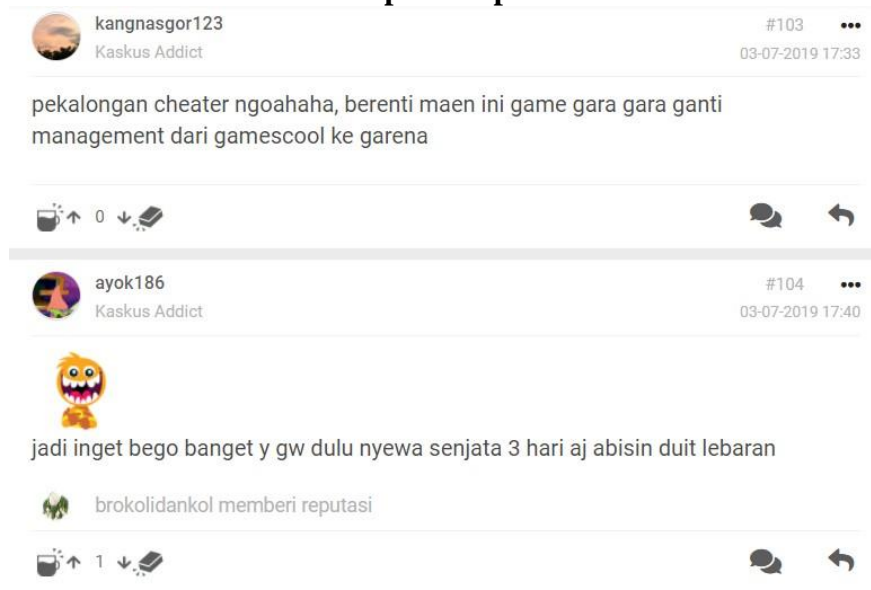 kangnasgor123
#103
Kaskus Addict
03-07-2019 17:33
pekalongan cheater ngoahaha, berenti maen ini game gara gara ganti
management dari gamescool ke garena
0
ayok186
#104
Kaskus Addict
03-07-2019 17:40
jadi inget bego banget y gw dulu nyewa senjata 3 hari aj abisin duit lebaran
brokolidankol memberi reputasi
1